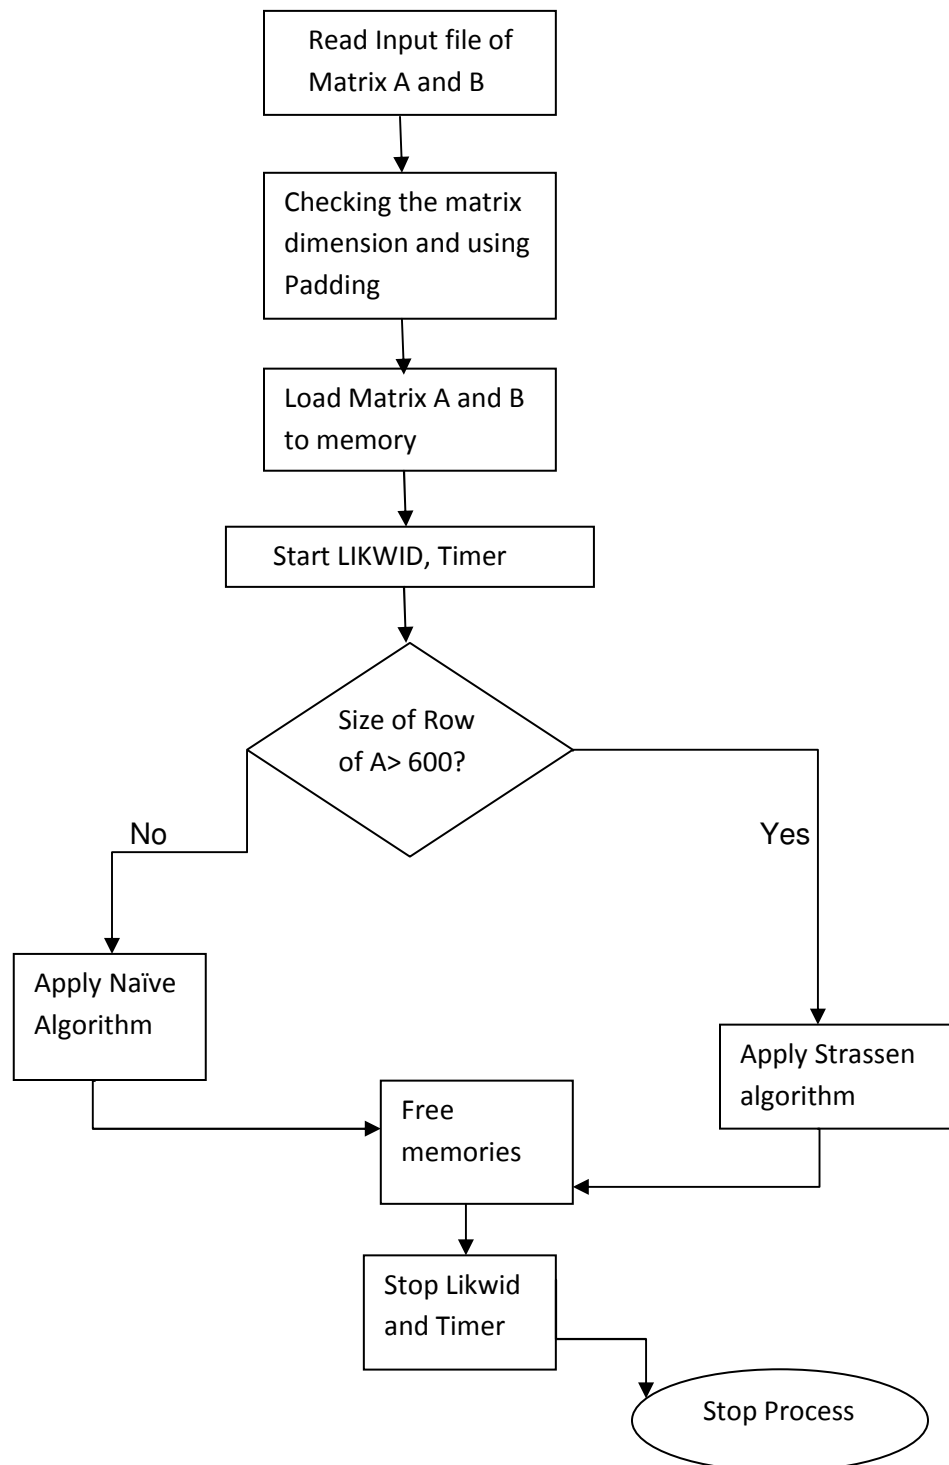 Read Input file of
Matrix A and B
Checking the matrix
dimension and using
Padding
Load Matrix A and B
to memory
Start LIKWID, Timer
Size of Row
of A> 600?
No
Yes
Apply Naïve
Algorithm
Apply Strassen
algorithm
Free
memories
Stop Likwid
and Timer
Stop Process